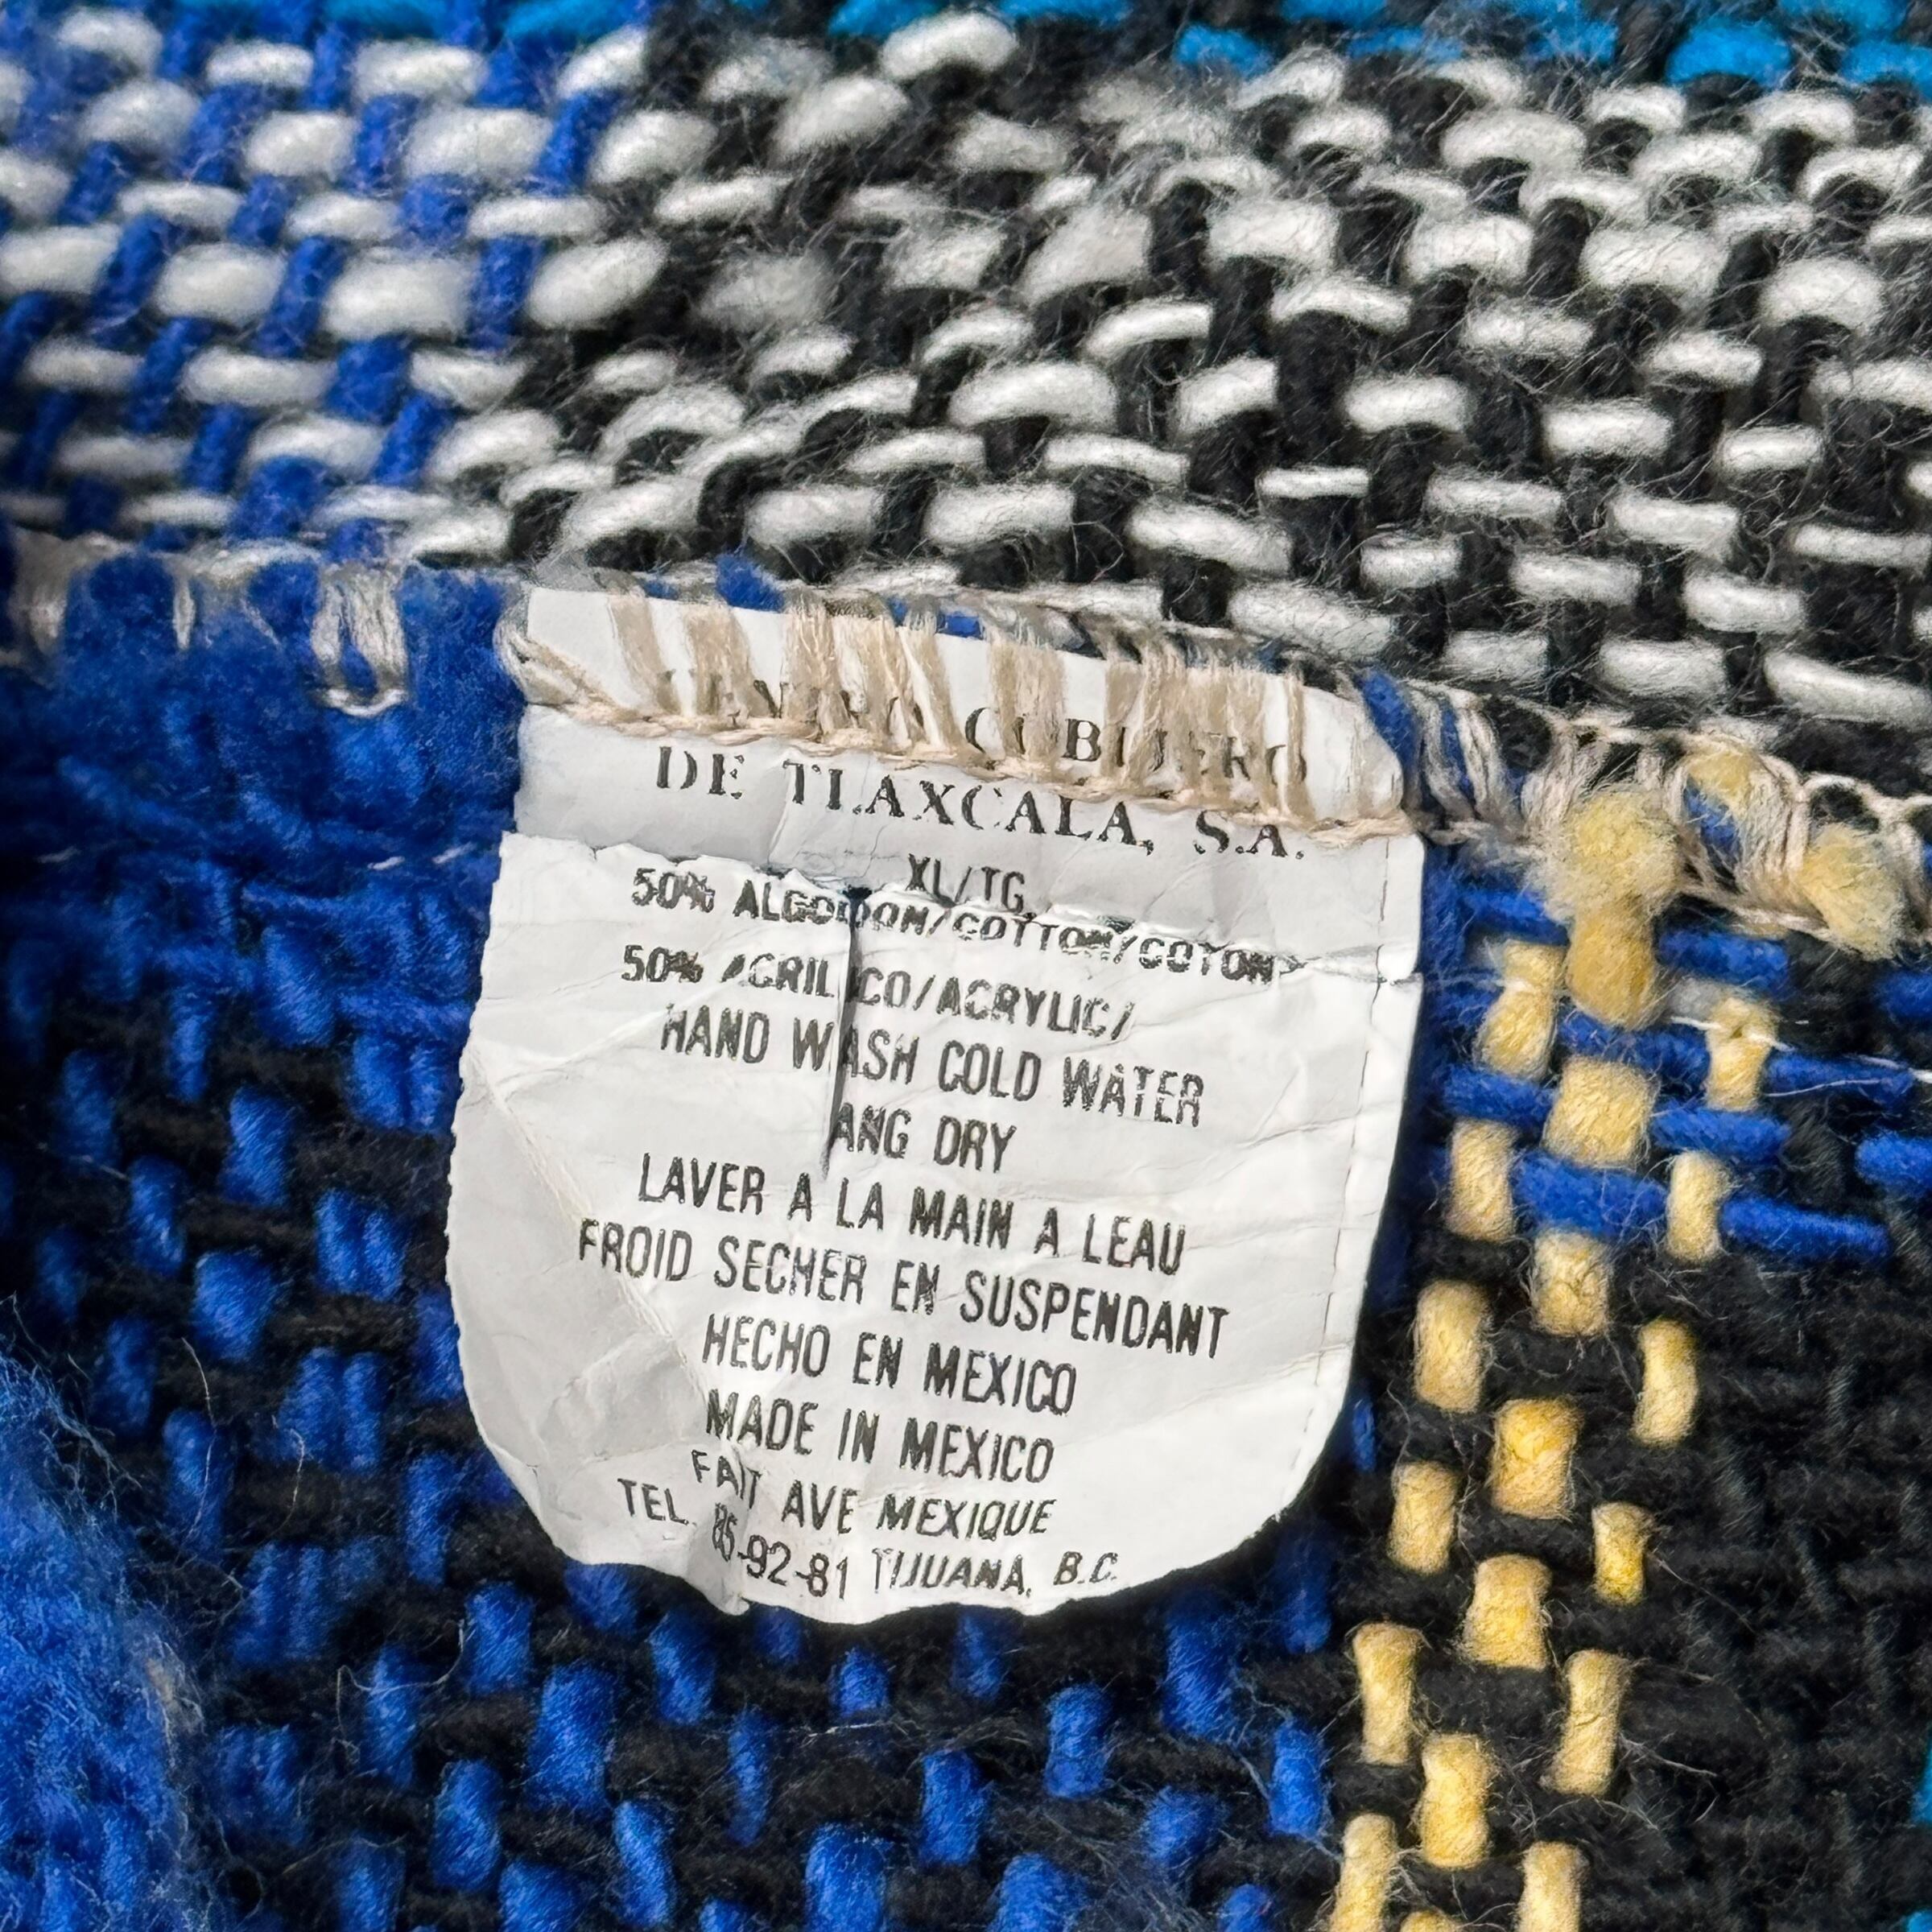 DE TLAXCALA, S.A.
XL/TG
50% ALGODON/COTTON/COTON
50% ACRILICO/ACRYLIC/
HAND WASH COLD WATER
ANG DRY
LAVER A LA MAIN A LEAU
FROID SECHER EN SUSPENDANT
HECHO EN MEXICO
MADE IN MEXICO
FAIT AVE MEXIQUE
TEL. 85-92-81 TIJUANA, B.C.